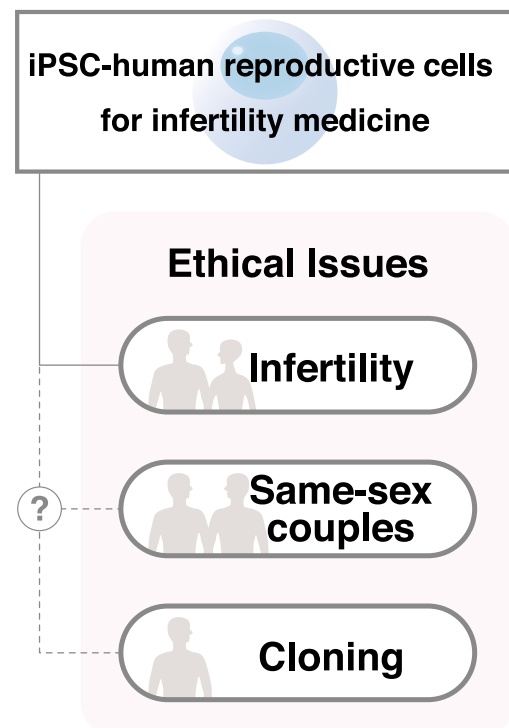 iPSC-human reproductive cells
for infertility medicine
Ethical Issues
Infertility
?
Same-sex
couples
Cloning